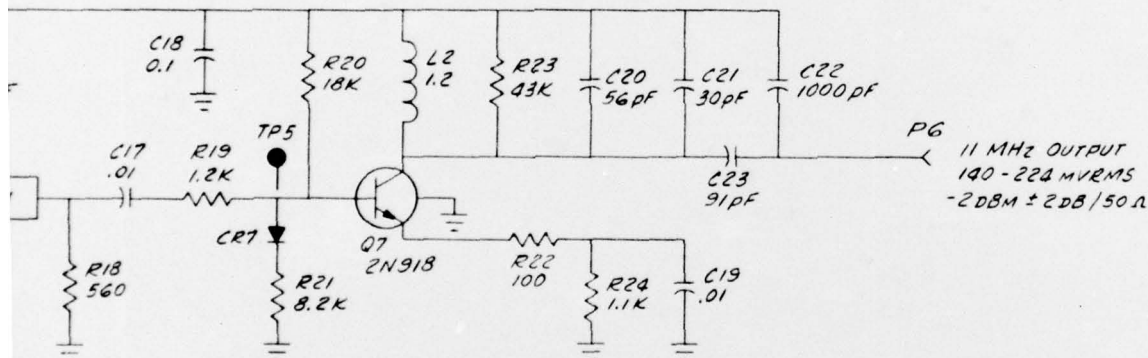 C18
0.1
R20
18K
L2
1.2
R23
43K
C20
56pF
C21
30pF
C22
1000pF
TP5
C17
.01
R19
1.2K
P6
11 MHz OUTPUT
140-224 MVRMS
-2DBM ± 2DB/50Ω
C23
91pF
CR7
Q7
2N918
R18
560
R21
8.2K
R22
100
R24
1.1K
C19
.01